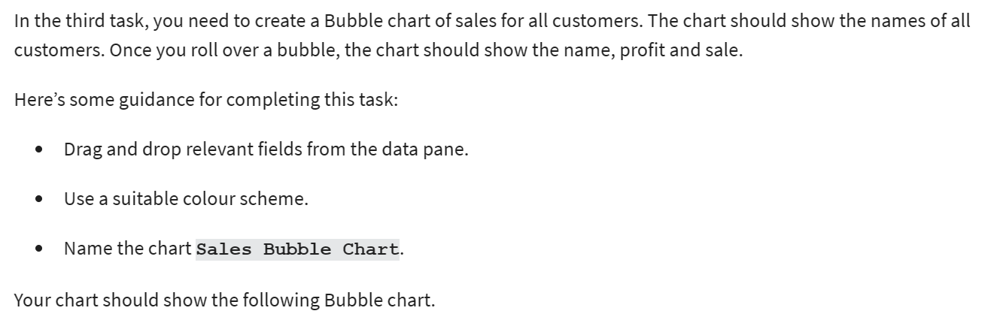 In the third task, you need to create a Bubble chart of sales for all customers. The chart should show the names of all
customers. Once you roll over a bubble, the chart should show the name, profit and sale.
Here’s some guidance for completing this task:
• Drag and drop relevant fields from the data pane.
• Use a suitable colour scheme.
• Name the chart Sales Bubble Chart.
Your chart should show the following Bubble chart.